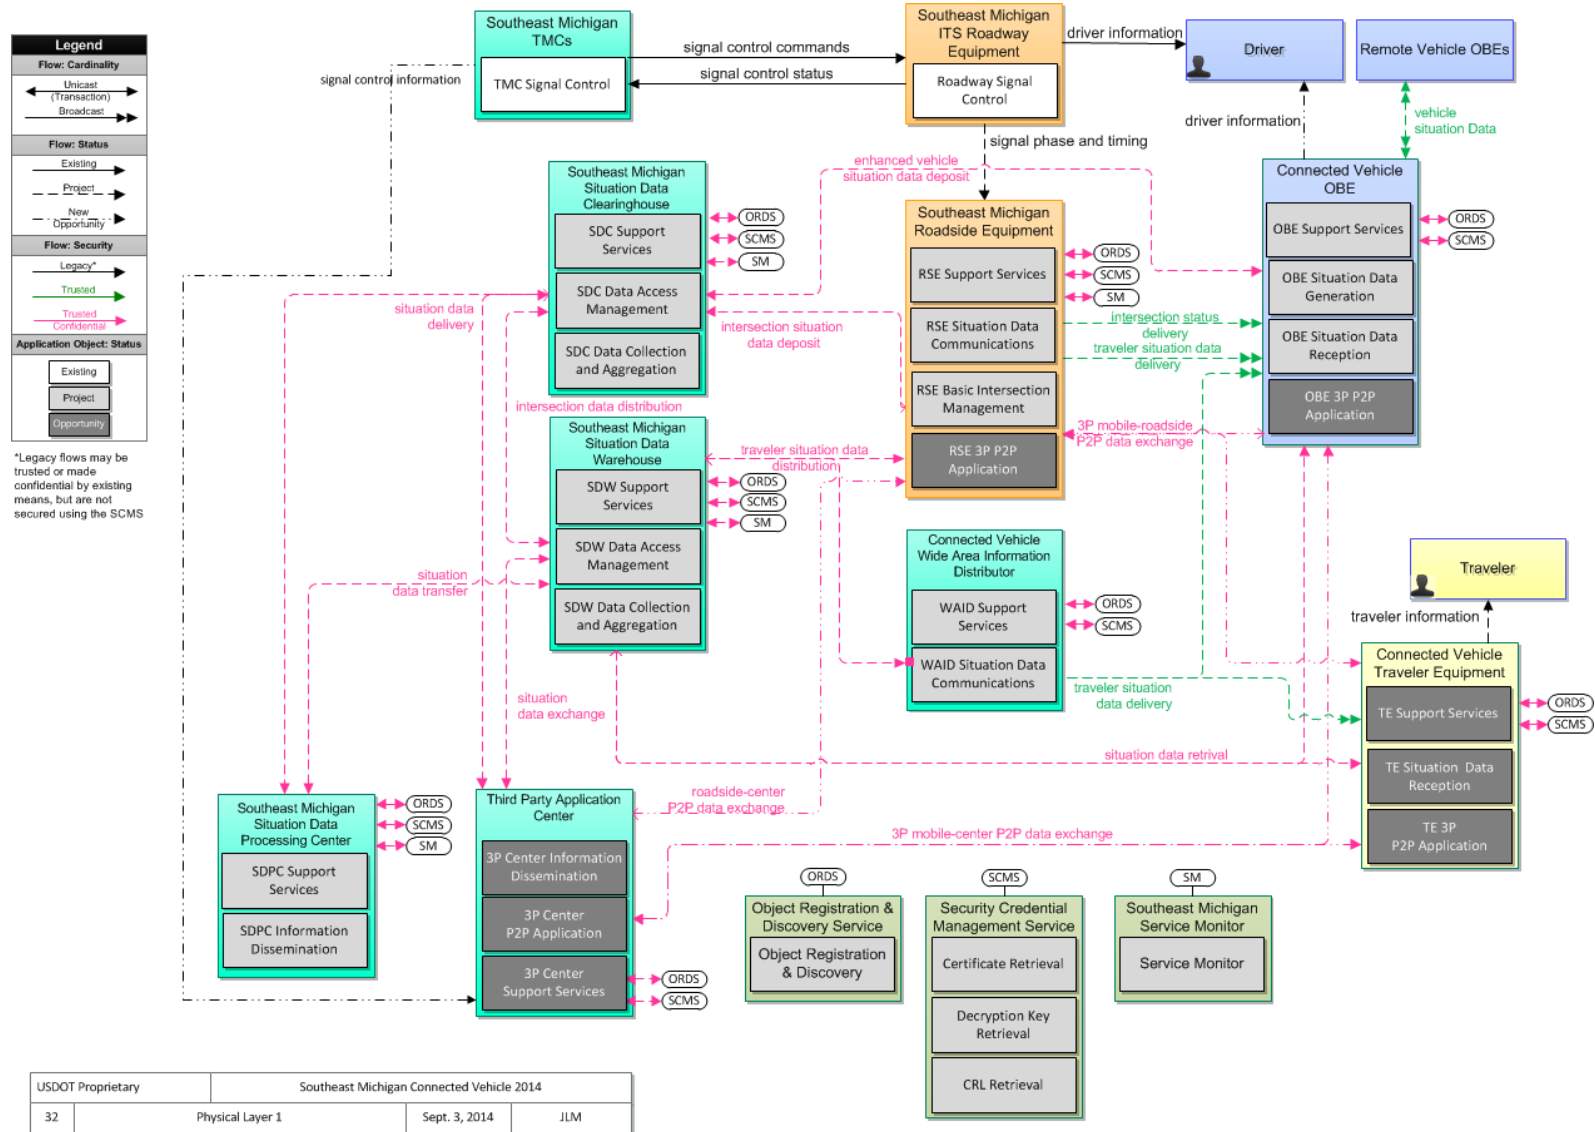 Legend
Flow: Cardinality
Unicast
(Transaction)
Broadcast
Flow: Status
Existing
Project
New
Opportunity
Flow: Security
Legacy*
Trusted
Trusted
Confidential
Application Object: Status
Existing
Project
Opportunity
*Legacy flows may be
trusted or made
confidential by existing
means, but are not
secured using the SCMS
Southeast Michigan
TMCs
TMC Signal Control
signal control information
signal control commands
signal control status
Southeast Michigan
ITS Roadway
Equipment
Roadway Signal
Control
driver information
Driver
Remote Vehicle OBEs
driver information
vehicle
situation Data
signal phase and timing
Southeast Michigan
Situation Data
Clearinghouse
SDC Support
Services
SDC Data Access
Management
SDC Data Collection
and Aggregation
ORDS
SCMS
SM
enhanced vehicle
situation data deposit
Southeast Michigan
Roadside Equipment
RSE Support Services
RSE Situation Data
Communications
RSE Basic Intersection
Management
RSE 3P P2P
Application
ORDS
SCMS
SM
Connected Vehicle
OBE
OBE Support Services
OBE Situation Data
Generation
OBE Situation Data
Reception
OBE 3P P2P
Application
ORDS
SCMS
situation data
delivery
intersection situation
data deposit
intersection status
delivery
traveler situation data
delivery
intersection data distribution
3P mobile-roadside
P2P data exchange
Southeast Michigan
Situation Data
Warehouse
SDW Support
Services
SDW Data Access
Management
SDW Data Collection
and Aggregation
traveler situation data
distribution
ORDS
SCMS
SM
situation
data transfer
Connected Vehicle
Wide Area Information
Distributor
WAID Support
Services
WAID Situation Data
Communications
ORDS
SCMS
Traveler
traveler information
Connected Vehicle
Traveler Equipment
TE Support Services
TE Situation Data
Reception
TE 3P
P2P Application
ORDS
SCMS
traveler situation
data delivery
situation
data exchange
situation data retrival
roadside-center
P2P data exchange
3P mobile-center P2P data exchange
Southeast Michigan
Situation Data
Processing Center
SDPC Support
Services
SDPC Information
Dissemination
ORDS
SCMS
SM
Third Party Application
Center
3P Center Information
Dissemination
3P Center
P2P Application
3P Center
Support Services
ORDS
SCMS
ORDS
Object Registration &
Discovery Service
Object Registration
& Discovery
SCMS
Security Credential
Management Service
Certificate Retrieval
Decryption Key
Retrieval
CRL Retrieval
SM
Southeast Michigan
Service Monitor
Service Monitor
USDOT Proprietary
Southeast Michigan Connected Vehicle 2014
32
Physical Layer 1
Sept. 3, 2014
JLM